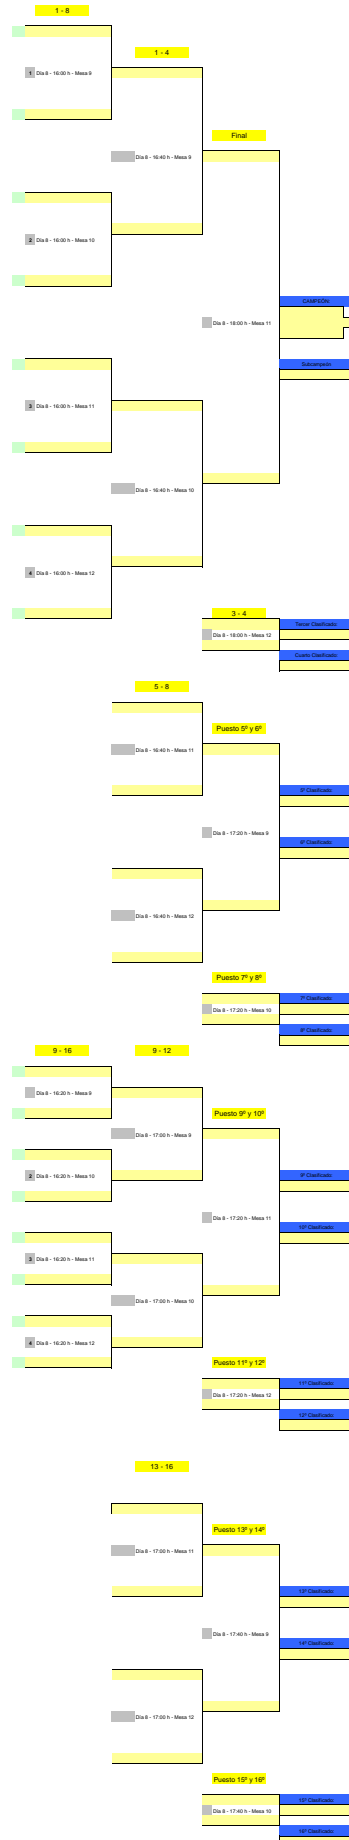 1 - 8
1 - 4
1 Día 8 - 16:00 h - Mesa 9
Final
Día 8 - 16:40 h - Mesa 9
2 Día 8 - 16:00 h - Mesa 10
CAMPEÓN:
Día 8 - 18:00 h - Mesa 11
Subcampeón
3 Día 8 - 16:00 h - Mesa 11
Día 8 - 16:40 h - Mesa 10
4 Día 8 - 16:00 h - Mesa 12
3 - 4
Tercer Clasificado:
Día 8 - 18:00 h - Mesa 12
Cuarto Clasificado:
5 - 8
Puesto 5º y 6º
Día 8 - 16:40 h - Mesa 11
5º Clasificado:
Día 8 - 17:20 h - Mesa 9
6º Clasificado:
Día 8 - 16:40 h - Mesa 12
Puesto 7º y 8º
7º Clasificado:
Día 8 - 17:20 h - Mesa 10
8º Clasificado:
9 - 16
9 - 12
Día 8 - 16:20 h - Mesa 9
Puesto 9º y 10º
Día 8 - 17:00 h - Mesa 9
2 Día 8 - 16:20 h - Mesa 10
9º Clasificado:
Día 8 - 17:20 h - Mesa 11
10º Clasificado:
3 Día 8 - 16:20 h - Mesa 11
Día 8 - 17:00 h - Mesa 10
4 Día 8 - 16:20 h - Mesa 12
Puesto 11º y 12º
11º Clasificado:
Día 8 - 17:20 h - Mesa 12
12º Clasificado:
13 - 16
Puesto 13º y 14º
Día 8 - 17:00 h - Mesa 11
13º Clasificado:
Día 8 - 17:40 h - Mesa 9
14º Clasificado:
Día 8 - 17:00 h - Mesa 12
Puesto 15º y 16º
15º Clasificado:
Día 8 - 17:40 h - Mesa 10
16º Clasificado: